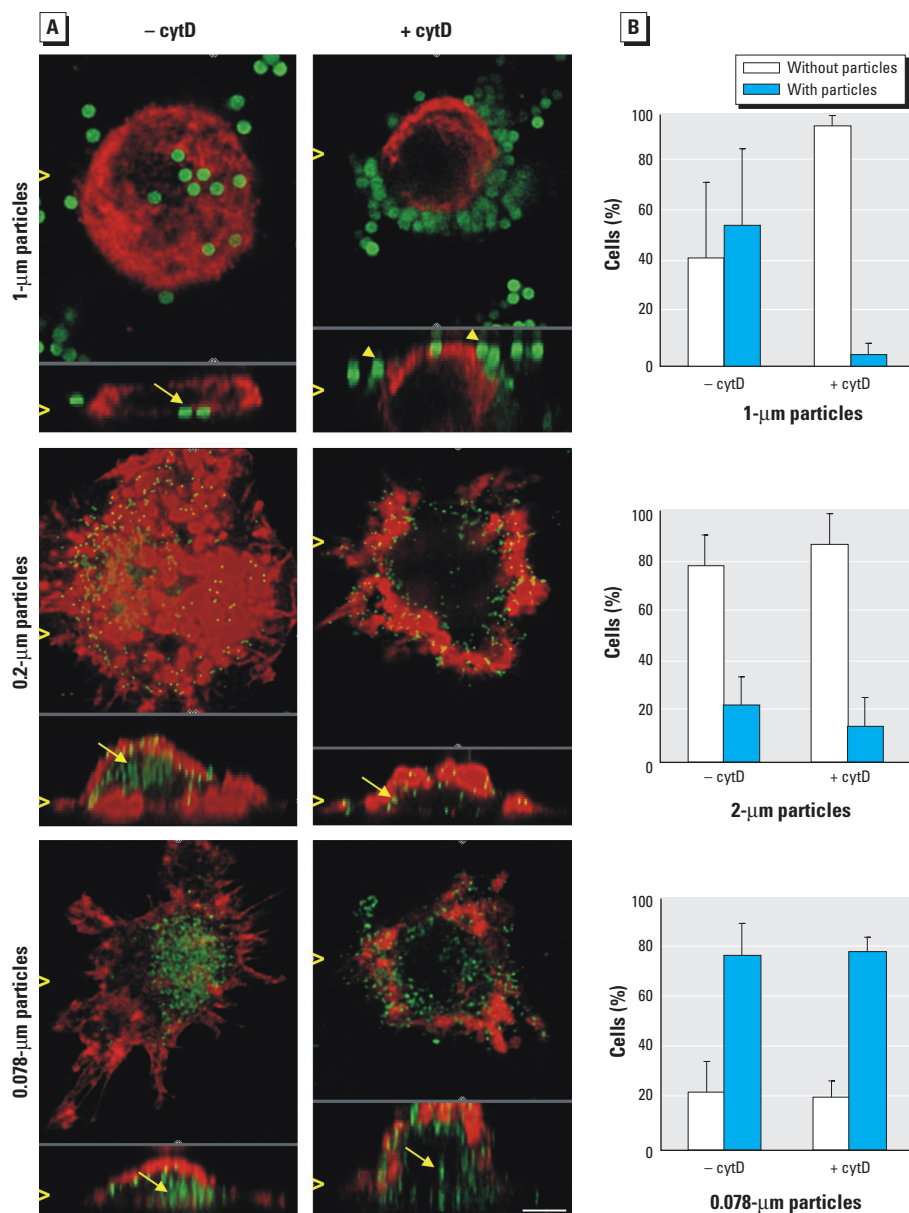 A
– cytD
+ cytD
1-µm particles
0.2-µm particles
0.078-µm particles
B
Without particles
With particles
Cells (%)
100
80
60
40
20
0
– cytD
+ cytD
1-µm particles
Cells (%)
100
80
60
40
20
0
– cytD
+ cytD
2-µm particles
Cells (%)
100
80
60
40
20
0
– cytD
+ cytD
0.078-µm particles